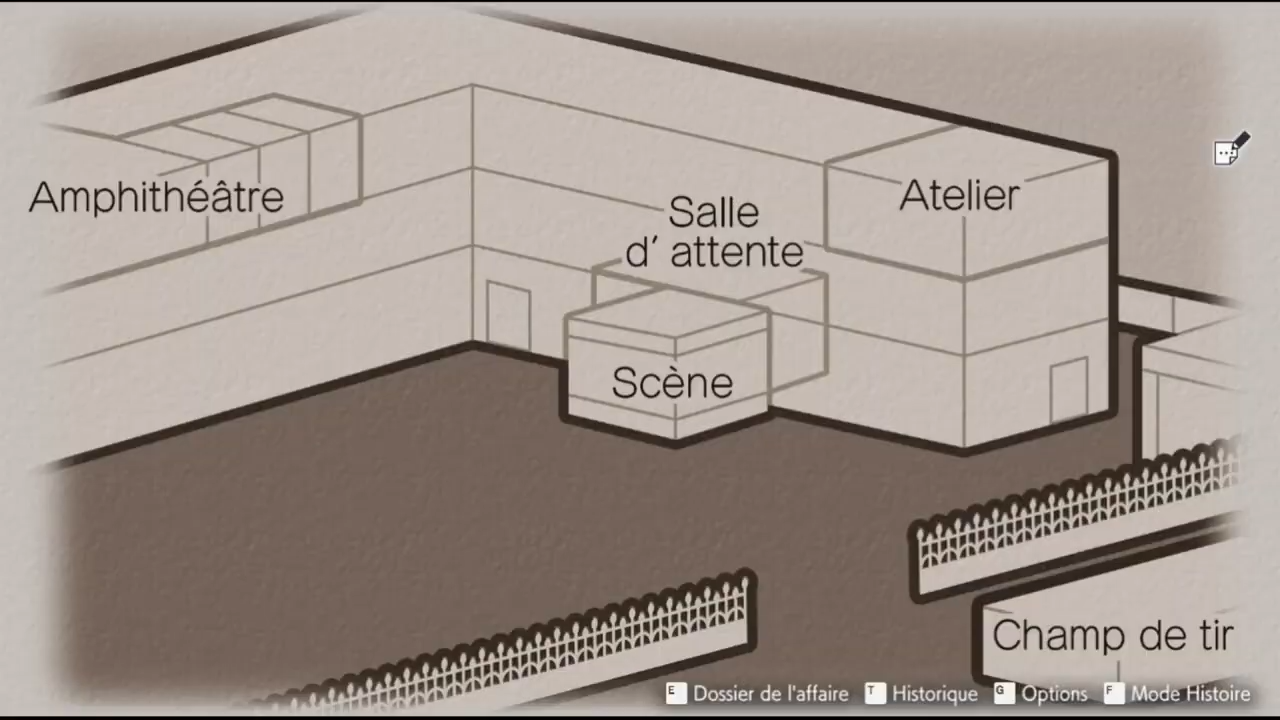 Amphithéâtre
Salle
d' attente
Atelier
Scène
Champ de tir
E Dossier de l'affaire T Historique G Options F Mode Histoire